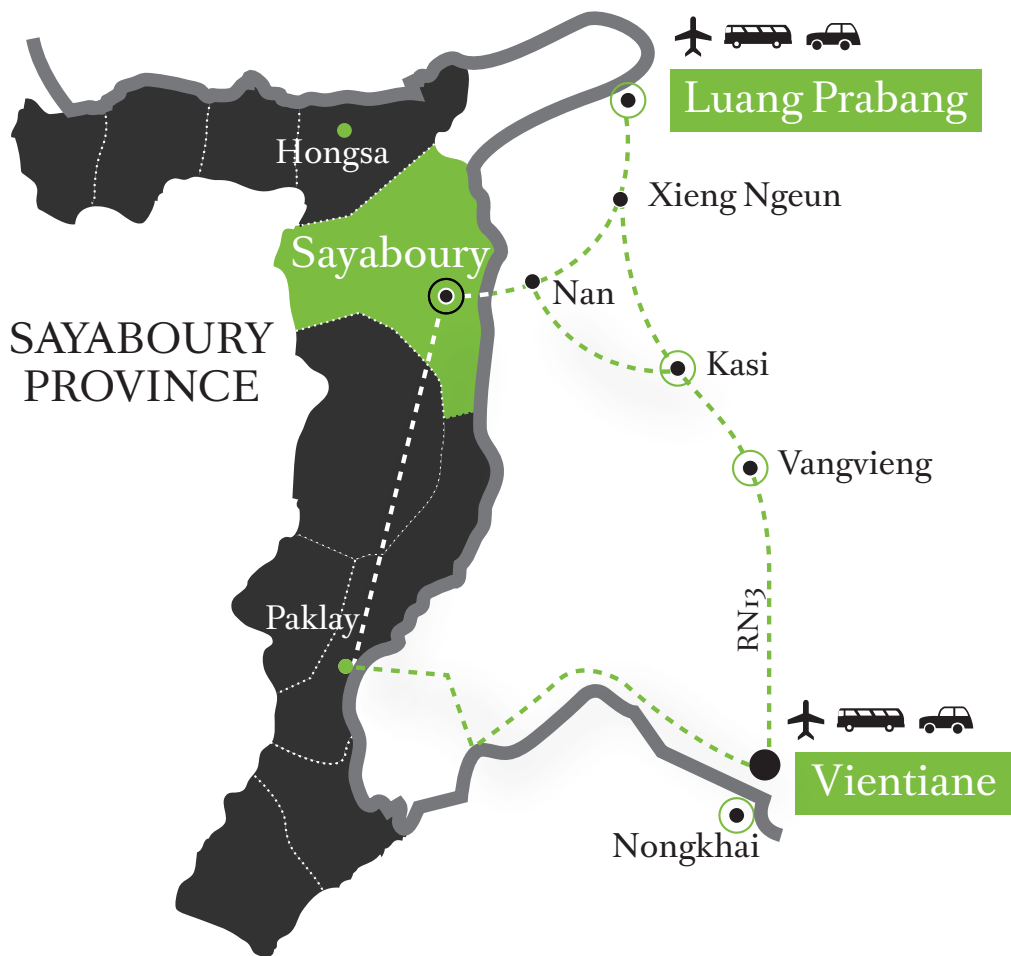 Luang Prabang
Hongsa
Xieng Ngeun
Sayaboury
Nan
SAYABOURY
PROVINCE
Kasi
Vangvieng
RN13
Paklay
Vientiane
Nongkhai